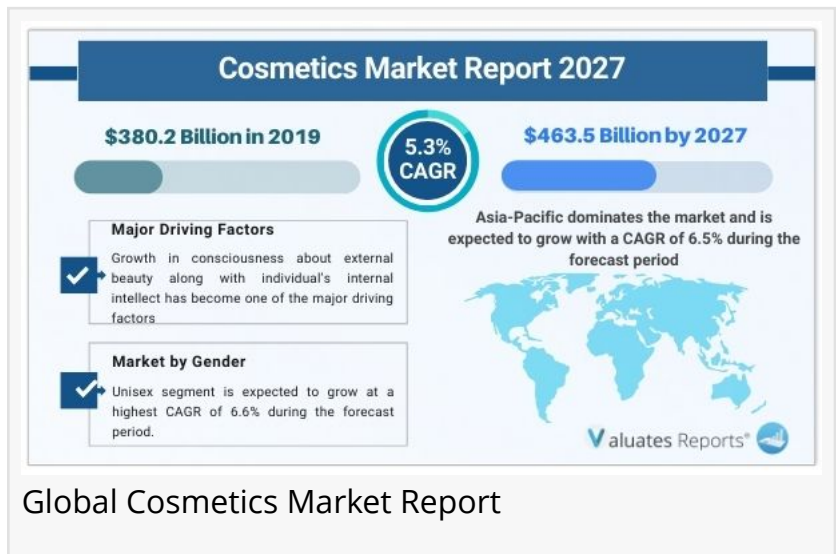 Cosmetics Market Report 2027
$380.2 Billion in 2019
5.3%
CAGR
$463.5 Billion by 2027
Major Driving Factors
Growth in consciousness about external
beauty along with individual's internal
intellect has become one of the major driving
factors
Market by Gender
Unisex segment is expected to grow at a
highest CAGR of 6.6% during the forecast
period.
Asia-Pacific dominates the market and is
expected to grow with a CAGR of 6.5% during the
forecast period
Valuates Reports®
Global Cosmetics Market Report